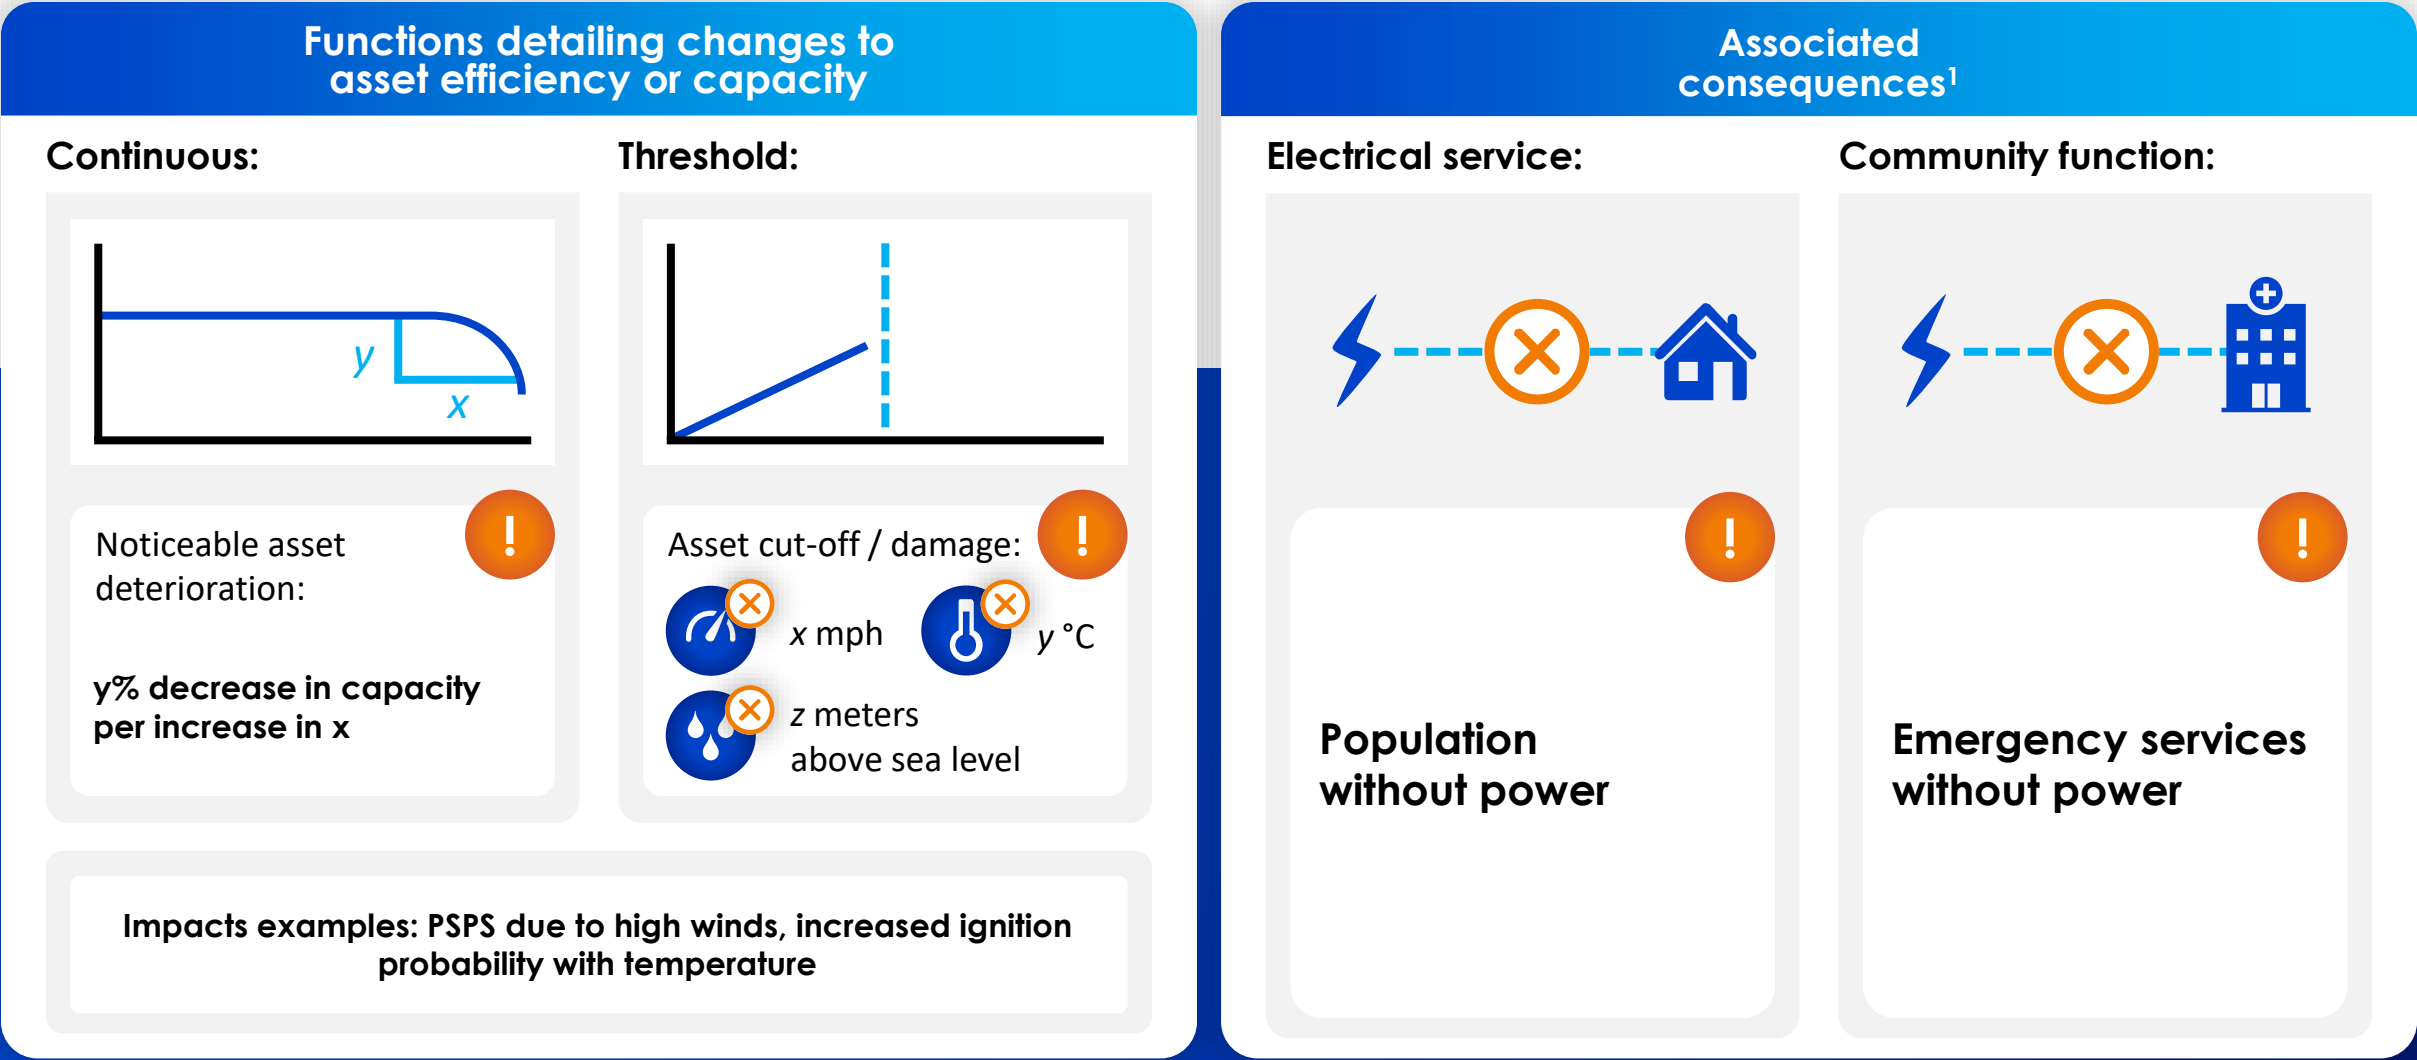 Functions detailing changes to
asset efficiency or capacity
Continuous:
y
x
Noticeable asset
deterioration:
y% decrease in capacity
per increase in x
Threshold:
Asset cut-off / damage:
x mph
y °C
z meters
above sea level
Impacts examples: PSPS due to high winds, increased ignition
probability with temperature
Associated
consequences¹
Electrical service:
Population
without power
Community function:
Emergency services
without power